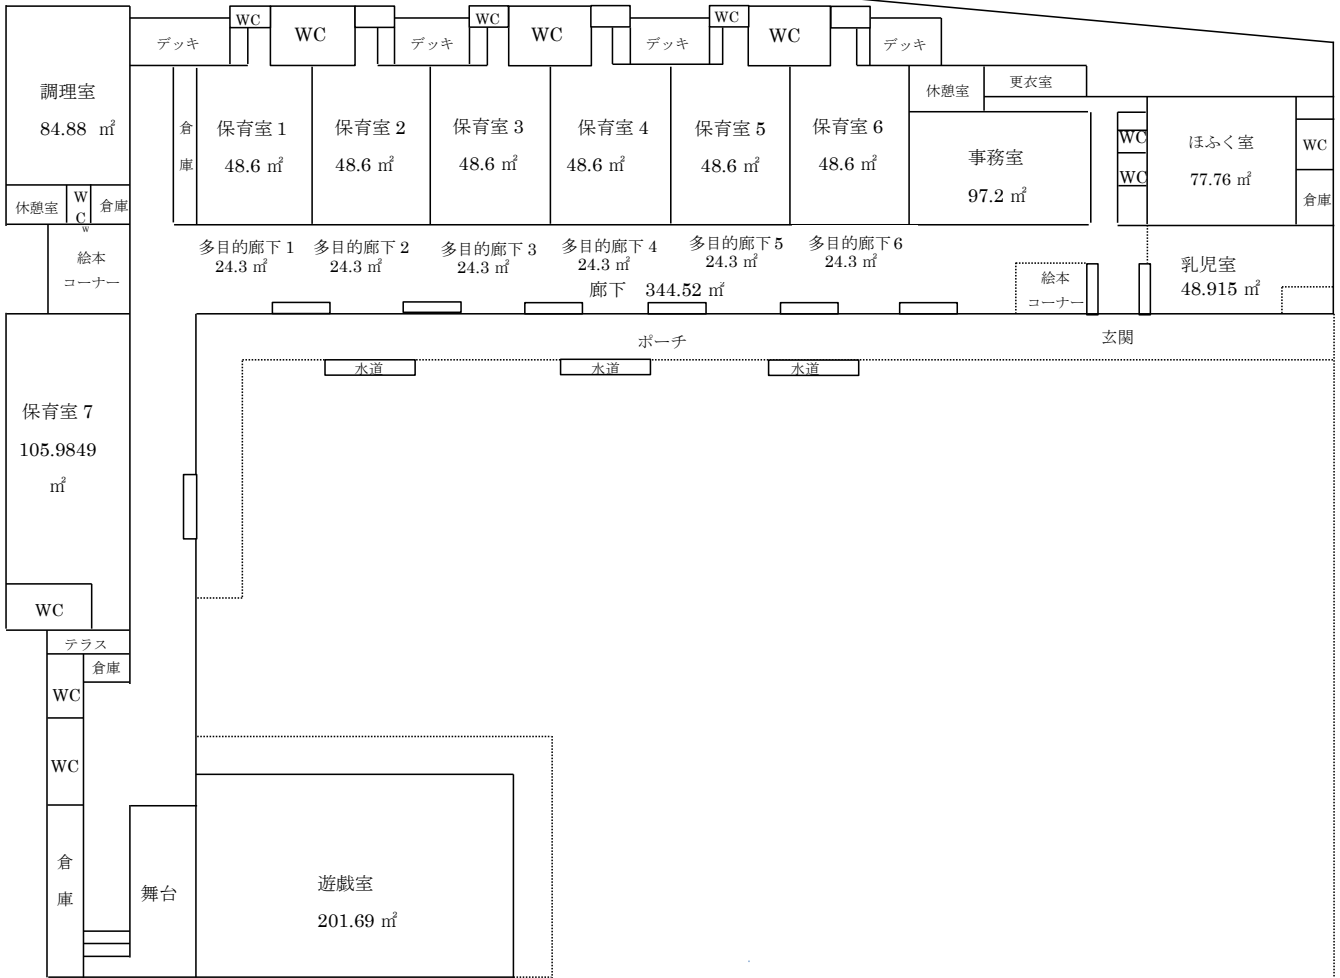 WC
WC
WC
WC
WC
WC
デッキ
デッキ
デッキ
デッキ
調理室
84.88 ㎡
倉
庫
保育室 1
48.6 ㎡
保育室 2
48.6 ㎡
保育室 3
48.6 ㎡
保育室 4
48.6 ㎡
保育室 5
48.6 ㎡
保育室 6
48.6 ㎡
休憩室
更衣室
事務室
97.2 ㎡
WC
WC
ほふく室
77.76 ㎡
WC
倉庫
休憩室
W
C
W
倉庫
絵本
コーナー
多目的廊下 1
24.3 ㎡
多目的廊下 2
24.3 ㎡
多目的廊下 3
24.3 ㎡
多目的廊下 4
24.3 ㎡
多目的廊下 5
24.3 ㎡
多目的廊下 6
24.3 ㎡
廊下 344.52 ㎡
絵本
コーナー
乳児室
48.915 ㎡
ポーチ
玄関
水道
水道
水道
保育室 7
105.9849
㎡
WC
テラス
倉庫
WC
WC
倉
庫
舞台
遊戯室
201.69 ㎡